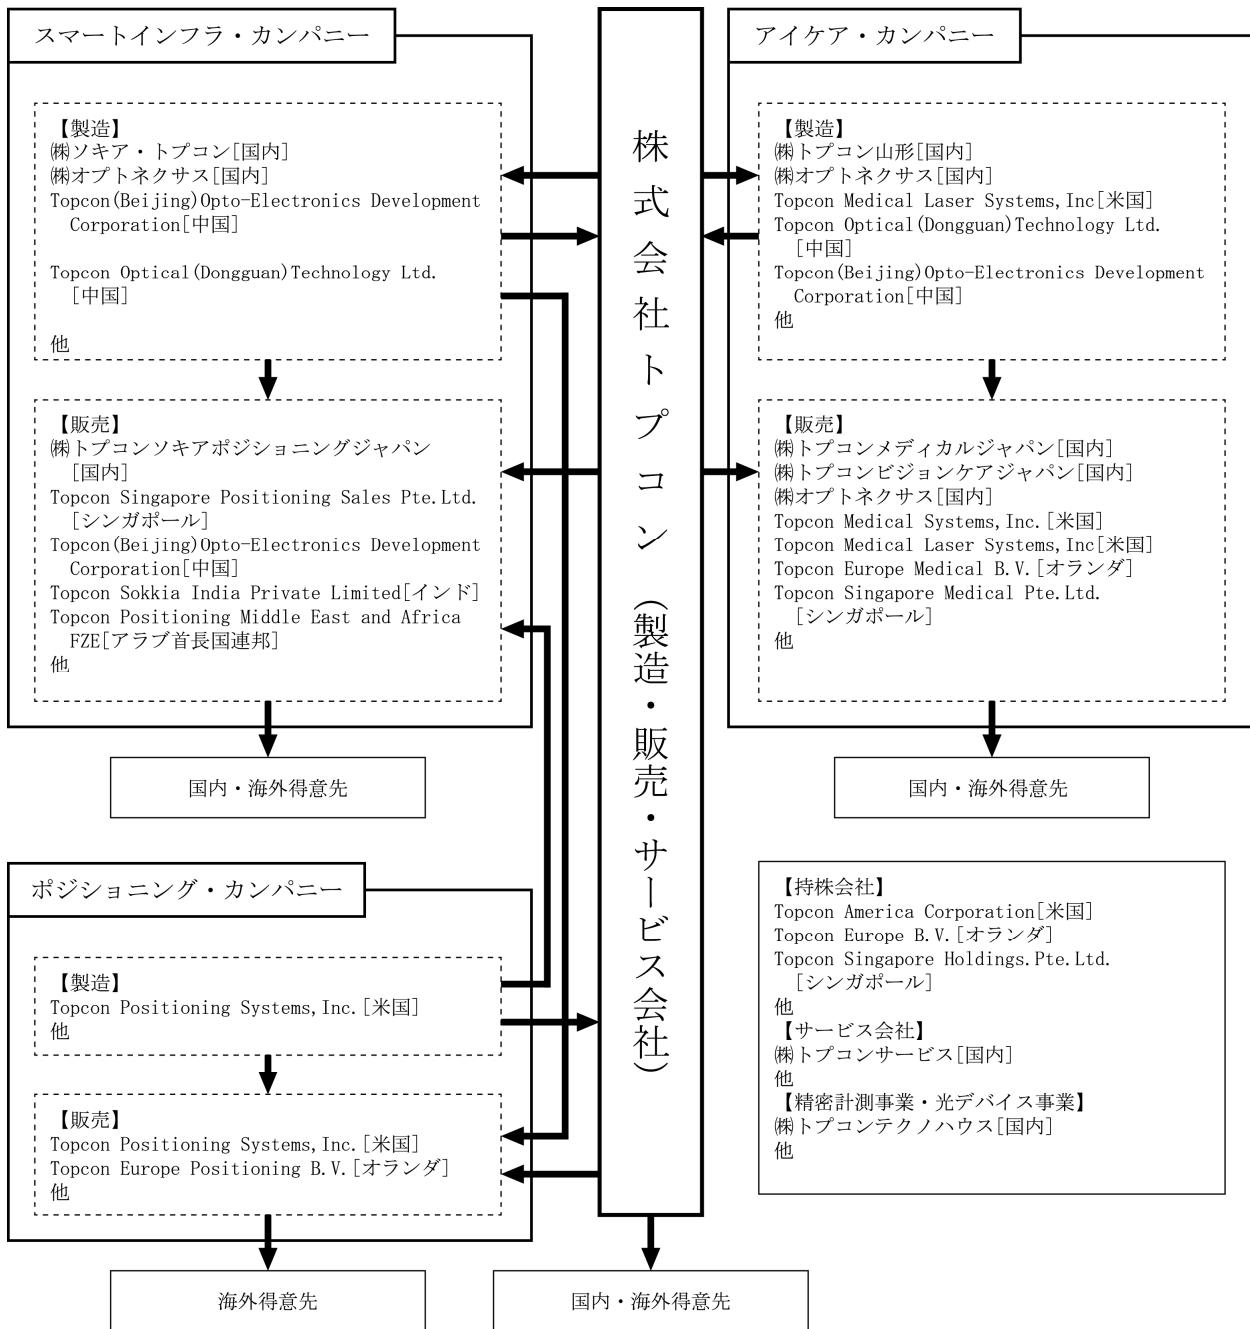 スマートインフラ・カンパニー
【製造】
㈱ソキア・トプコン[国内]
㈱オプトネクサス[国内]
Topcon(Beijing)Opto-Electronics Development
Corporation[中国]
Topcon Optical(Dongguan)Technology Ltd.
[中国]
他
【販売】
㈱トプコンソキアポジショニングジャパン
[国内]
Topcon Singapore Positioning Sales Pte.Ltd.
[シンガポール]
Topcon(Beijing)Opto-Electronics Development
Corporation[中国]
Topcon Sokkia India Private Limited[インド]
Topcon Positioning Middle East and Africa
FZE[アラブ首長国連邦]
他
国内・海外得意先
ポジショニング・カンパニー
【製造】
Topcon Positioning Systems,Inc.[米国]
他
【販売】
Topcon Positioning Systems,Inc.[米国]
Topcon Europe Positioning B.V.[オランダ]
他
海外得意先
株式会社トプコン(製造・販売・サービス会社)
国内・海外得意先
アイケア・カンパニー
【製造】
㈱トプコン山形[国内]
㈱オプトネクサス[国内]
Topcon Medical Laser Systems,Inc[米国]
Topcon Optical(Dongguan)Technology Ltd.
[中国]
Topcon(Beijing)Opto-Electronics Development
Corporation[中国]
他
【販売】
㈱トプコンメディカルジャパン[国内]
㈱トプコンビジョンケアジャパン[国内]
㈱オプトネクサス[国内]
Topcon Medical Systems,Inc.[米国]
Topcon Medical Laser Systems,Inc[米国]
Topcon Europe Medical B.V.[オランダ]
Topcon Singapore Medical Pte.Ltd.
[シンガポール]
他
国内・海外得意先
【持株会社】
Topcon America Corporation[米国]
Topcon Europe B.V.[オランダ]
Topcon Singapore Holdings.Pte.Ltd.
[シンガポール]
他
【サービス会社】
㈱トプコンサービス[国内]
他
【精密計測事業・光デバイス事業】
㈱トプコンテクノハウス[国内]
他